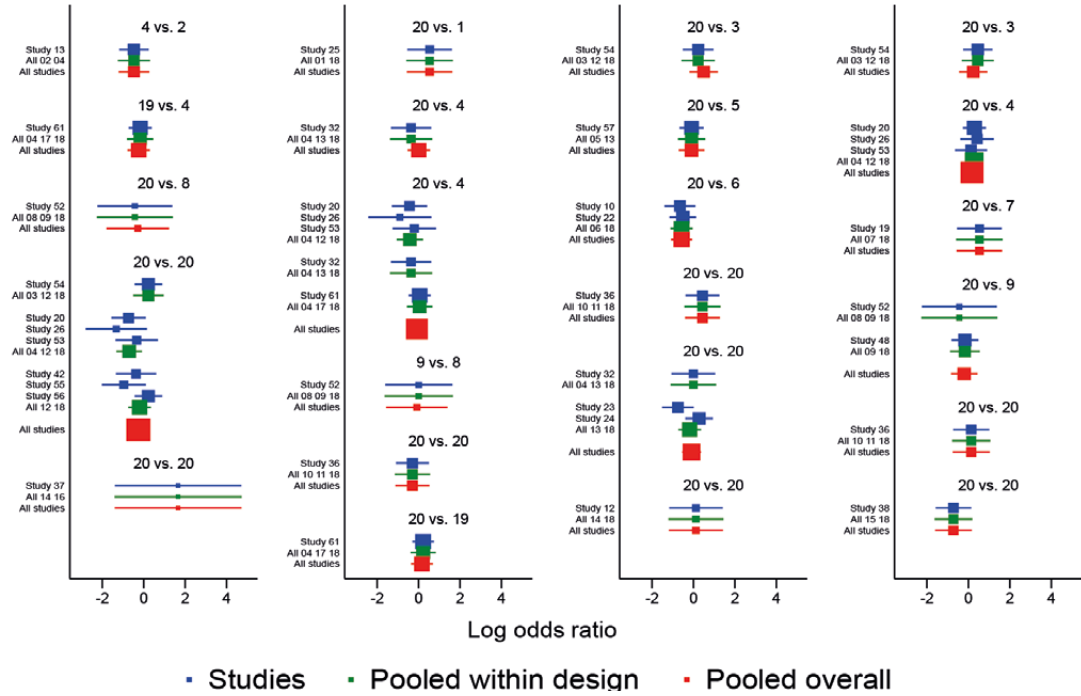 4 vs. 2
Study 13
All 02 04
All studies
19 vs. 4
Study 61
All 04 17 18
All studies
20 vs. 8
Study 52
All 08 09 18
All studies
20 vs. 20
Study 54
All 03 12 18
Study 20
Study 26
Study 53
All 04 12 18
Study 42
Study 55
Study 56
All 12 18
All studies
20 vs. 20
Study 37
All 14 16
All studies
-2 0 2 4
20 vs. 1
Study 25
All 01 18
All studies
20 vs. 4
Study 32
All 04 13 18
All studies
20 vs. 4
Study 20
Study 26
Study 53
All 04 12 18
Study 32
All 04 13 18
Study 61
All 04 17 18
All studies
9 vs. 8
Study 52
All 08 09 18
All studies
20 vs. 20
Study 36
All 10 11 18
All studies
20 vs. 19
Study 61
All 04 17 18
All studies
-2 0 2 4
20 vs. 3
Study 54
All 03 12 18
All studies
20 vs. 5
Study 57
All 05 13
All studies
20 vs. 6
Study 10
Study 22
All 06 18
All studies
20 vs. 20
Study 36
All 10 11 18
All studies
20 vs. 20
Study 32
All 04 13 18
Study 23
Study 24
All 13 18
All studies
20 vs. 20
Study 12
All 14 18
All studies
-2 0 2 4
20 vs. 3
Study 54
All 03 12 18
All studies
20 vs. 4
Study 20
Study 26
Study 53
All 04 12 18
All studies
20 vs. 7
Study 19
All 07 18
All studies
20 vs. 9
Study 52
All 08 09 18
Study 48
All 09 18
All studies
20 vs. 20
Study 36
All 10 11 18
All studies
20 vs. 20
Study 38
All 15 18
All studies
-2 0 2 4
Log odds ratio
Studies Pooled within design Pooled overall